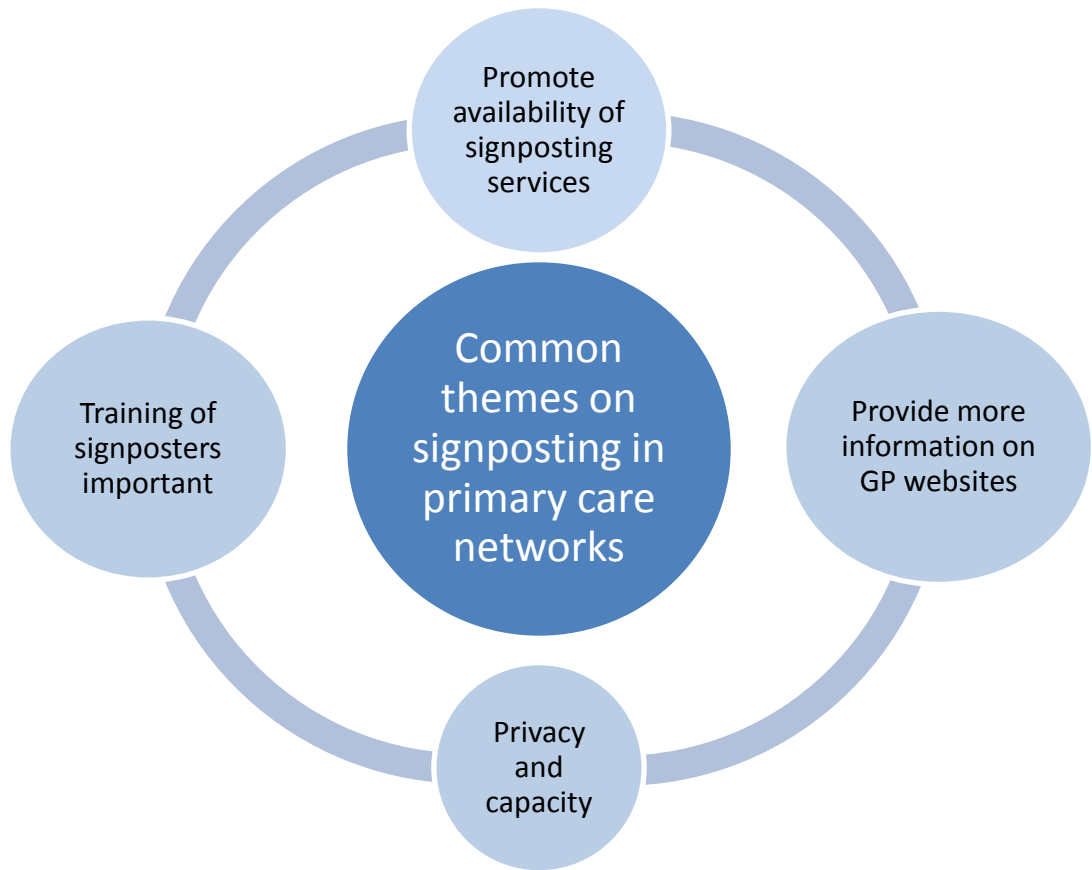 Promote
availability of
signposting
services
Common
themes on
signposting in
primary care
networks
Training of
signposters
important
Provide more
information on
GP websites
Privacy
and
capacity